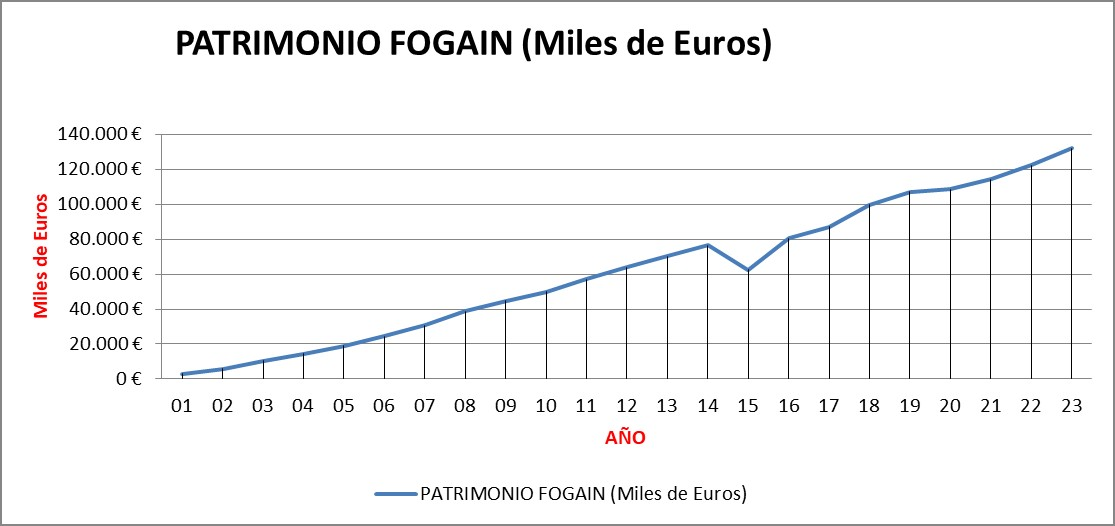 PATRIMONIO FOGAIN (Miles de Euros)
140.000 €
120.000 €
100.000 €
80.000 €
60.000 €
40.000 €
20.000 €
0 €
Miles de Euros
01 02 03 04 05 06 07 08 09 10 11 12 13 14 15 16 17 18 19 20 21 22 23
AÑO
PATRIMONIO FOGAIN (Miles de Euros)